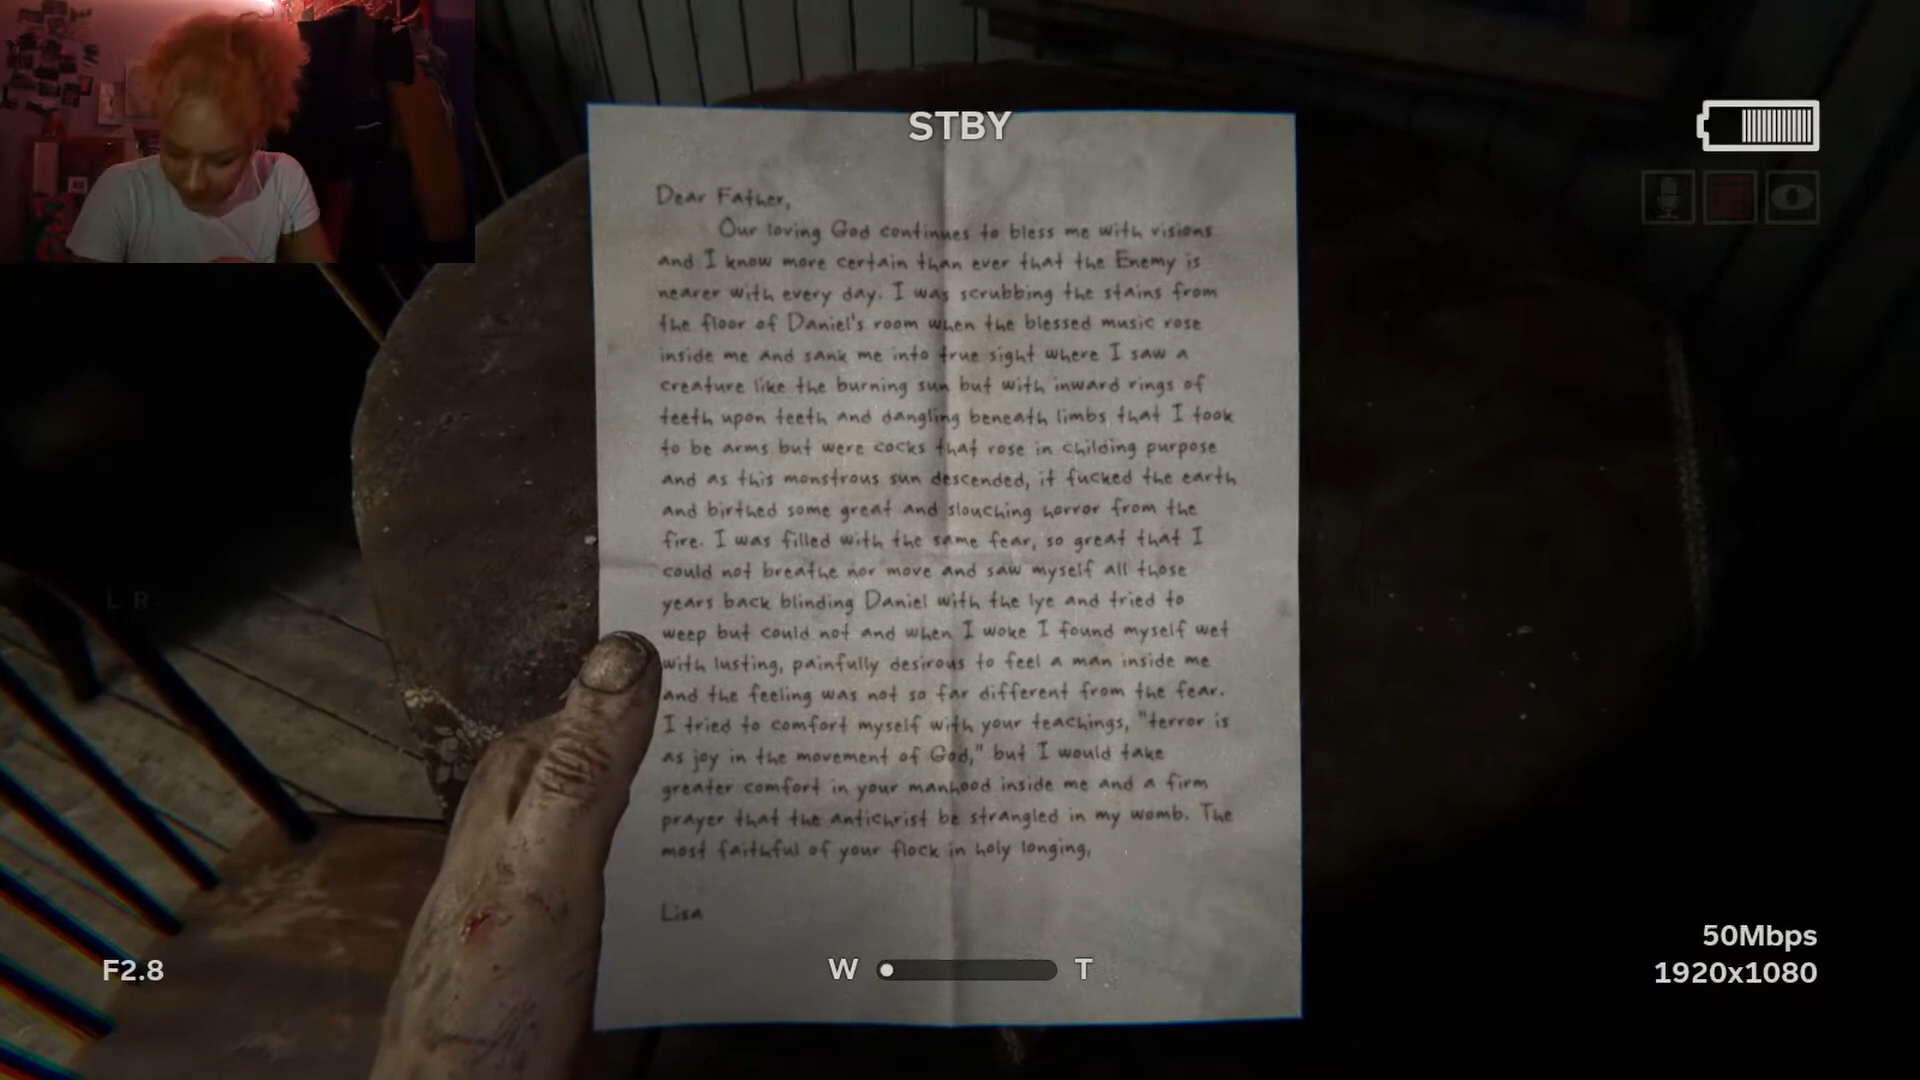 STBY
Dear Father,
Our loving God continues to bless me with visions
and I know more certain than ever that the Enemy is
nearer with every day. I was scrubbing the stains from
the floor of Daniel's room when the blessed music rose
inside me and sank me into true sight where I saw a
creature like the burning sun but with inward rings of
teeth upon teeth and dangling beneath limbs that I took
to be arms but were cocks that rose in childing purpose
and as this monstrous sun descended, it fucked the earth
and birthed some great and slouching horror from the
fire. I was filled with the same fear, so great that I
could not breathe nor move and saw myself all those
years back blinding Daniel with the lye and tried to
weep but could not and when I woke I found myself wet
with lusting, painfully desirous to feel a man inside me
and the feeling was not so far different from the fear.
I tried to comfort myself with your teachings, "terror is
as joy in the movement of God," but I would take
greater comfort in your manhood inside me and a firm
prayer that the antichrist be strangled in my womb. The
most faithful of your flock in holy longing,
Lisa
L R
F2.8
W T
50Mbps
1920x1080